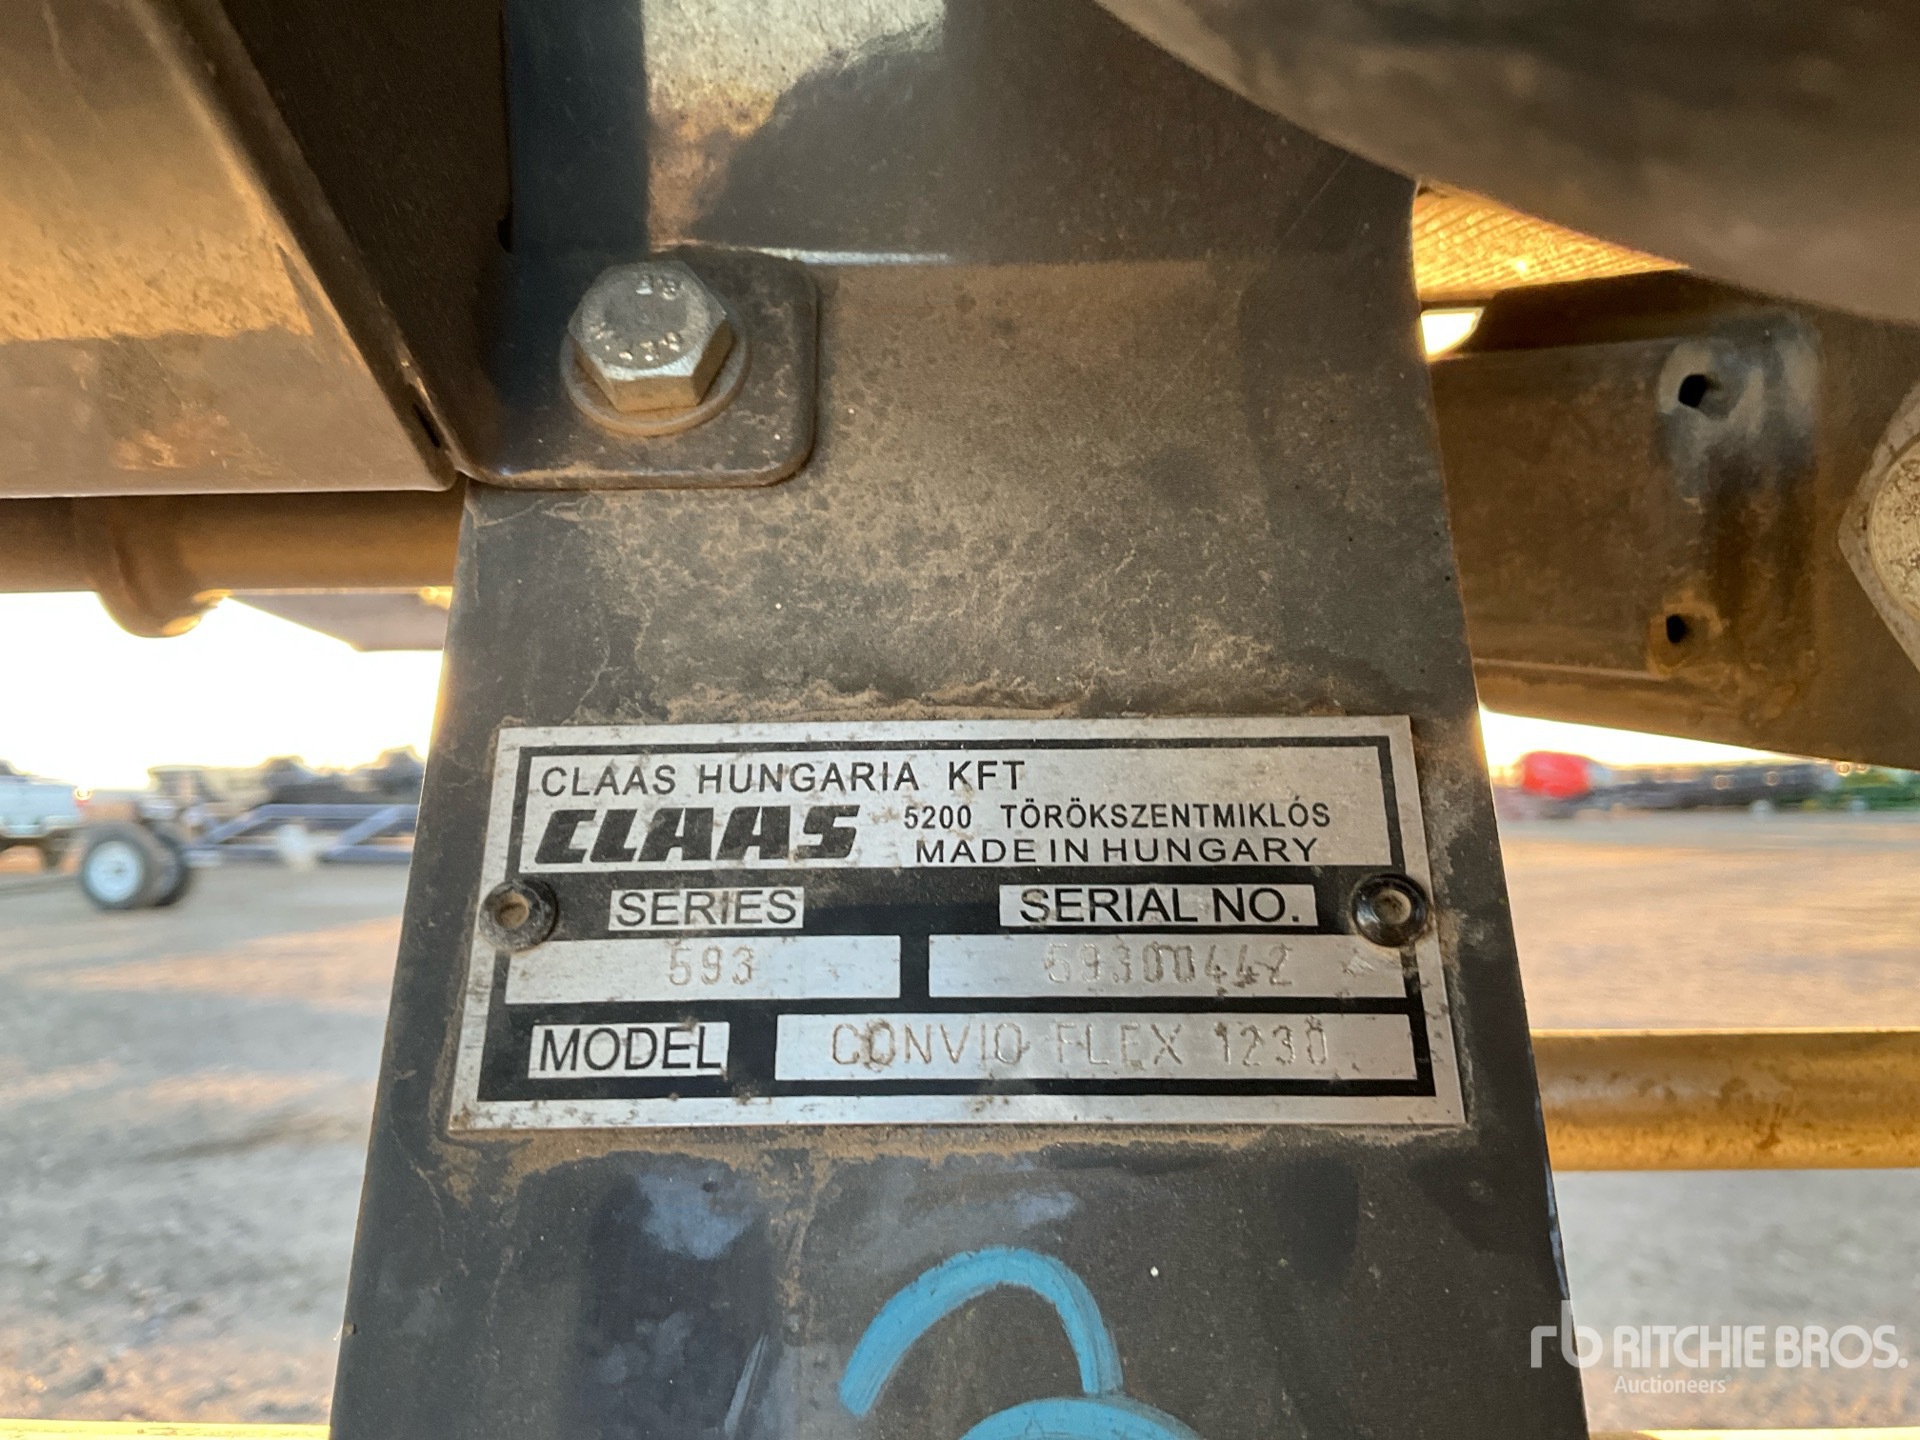 CLAAS HUNGARIA KFT
CLAAS 5200 TÖRÖKSZENTMIKLÓS
MADE IN HUNGARY
SERIES SERIAL NO.
593 59300442
MODEL CONVIO FLEX 1230
rb RITCHIE BROS.
Auctioneers